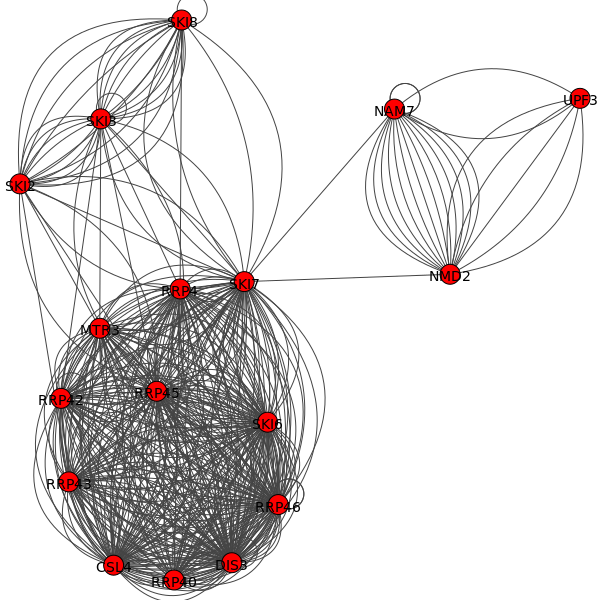 SKI8
UPF3
NAM7
SKI3
SKI2
NMD2
SKI7
RRP4
MTR3
RRP45
RRP42
SKI6
RRP43
RRP46
DIS3
CSL4
RRP40